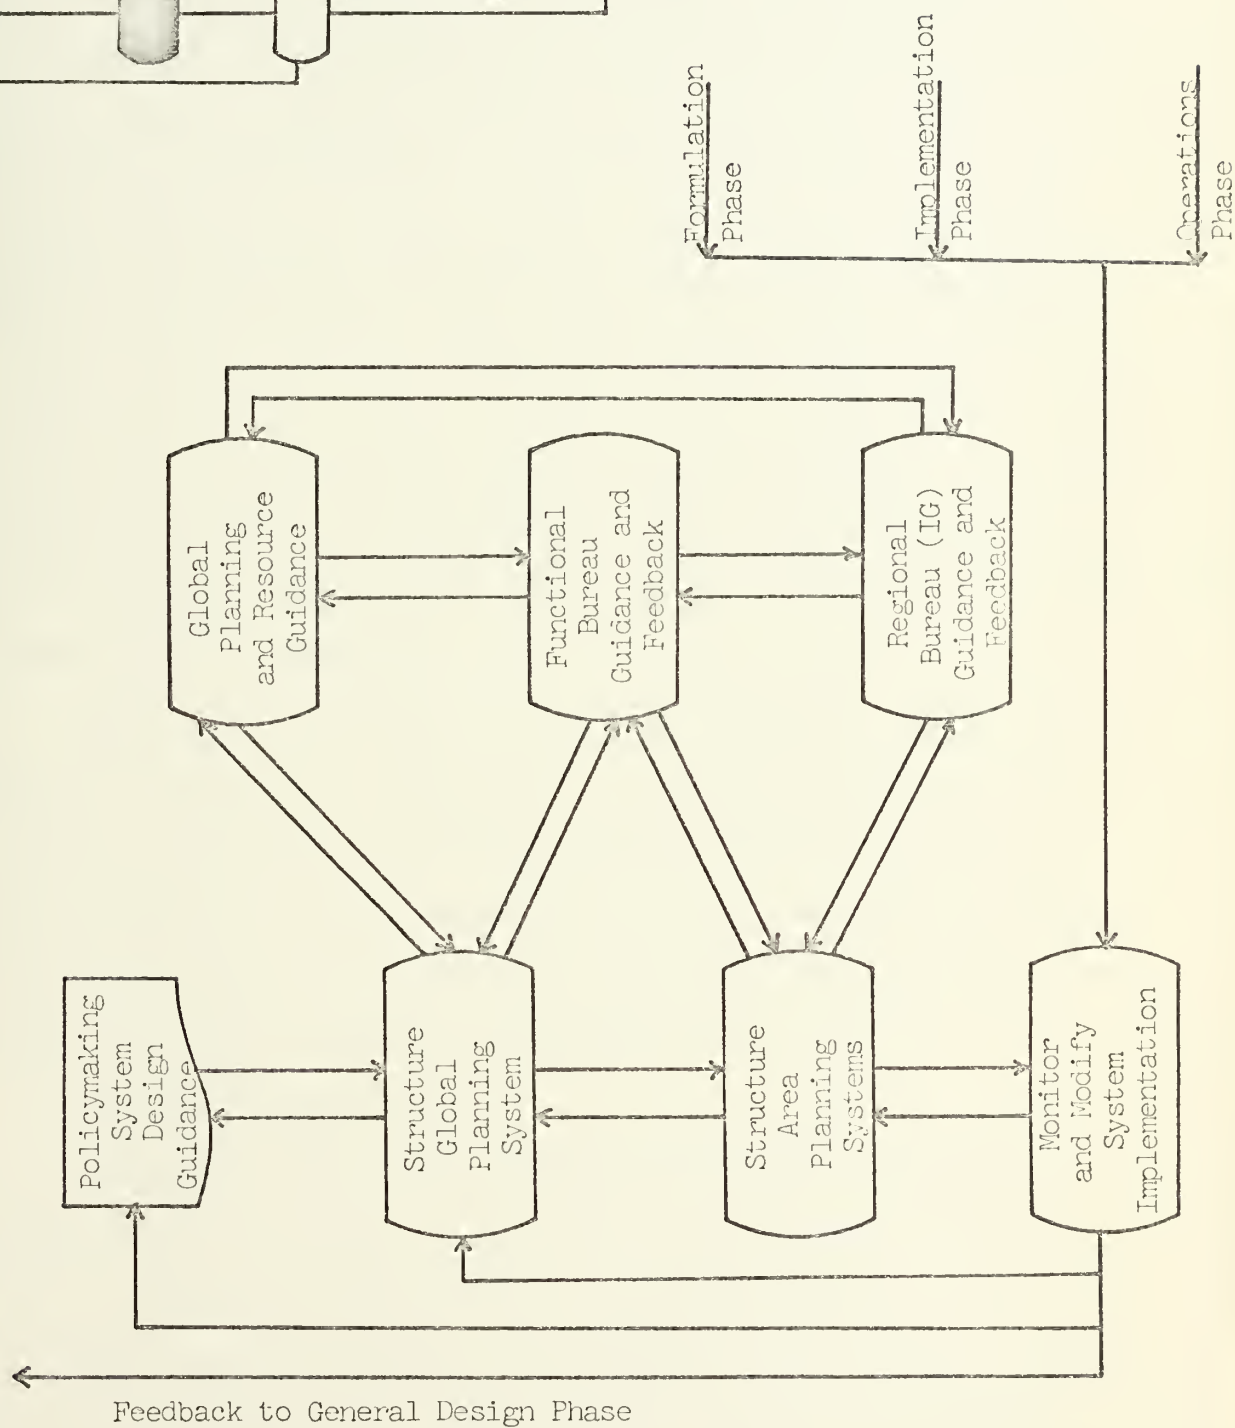 Formulation
Phase
Implementation
Phase
Operations
Phase
Global
Planning
and Resource
Guidance
Functional
Bureau
Guidance and
Feedback
Regional
Bureau (IG)
Guidance and
Feedback
Policymaking
System
Design
Guidance
Structure
Global
Planning
System
Structure
Area
Planning
Systems
Monitor
and Modify
System
Implementation
Feedback to General Design Phase